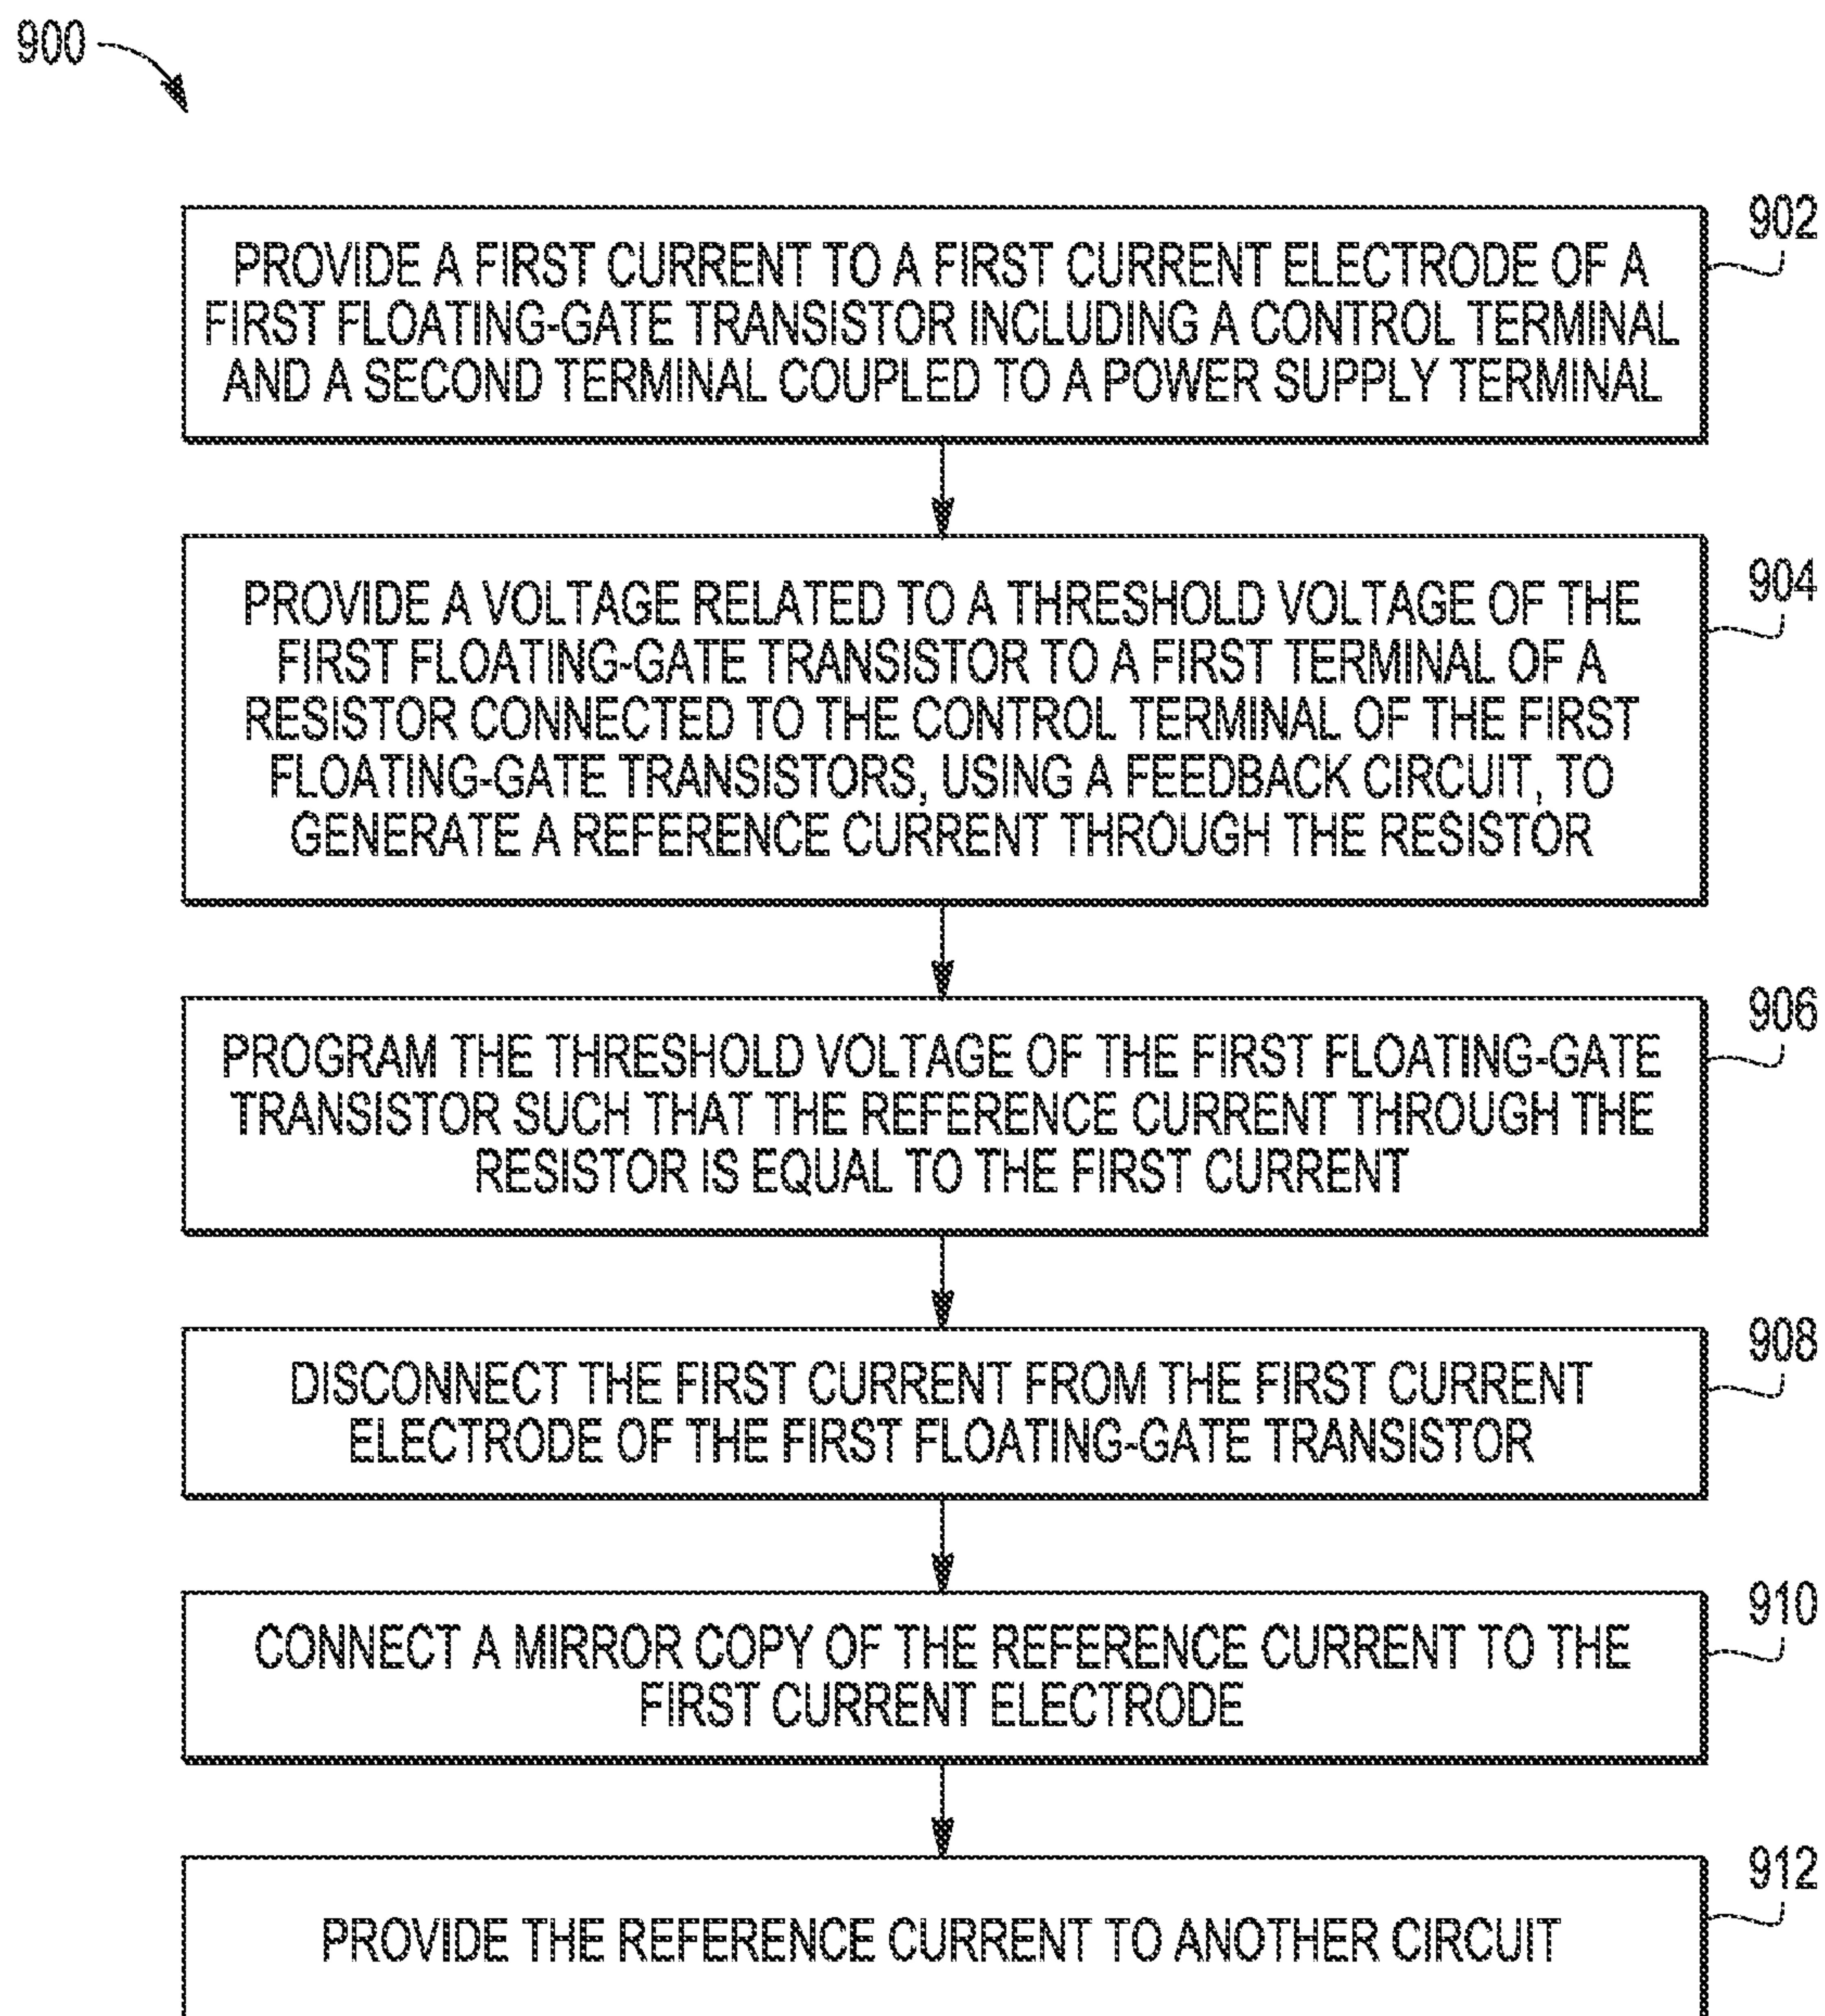 900
902
PROVIDE A FIRST CURRENT TO A FIRST CURRENT ELECTRODE OF A
FIRST FLOATING-GATE TRANSISTOR INCLUDING A CONTROL TERMINAL
AND A SECOND TERMINAL COUPLED TO A POWER SUPPLY TERMINAL
904
PROVIDE A VOLTAGE RELATED TO A THRESHOLD VOLTAGE OF THE
FIRST FLOATING-GATE TRANSISTOR TO A FIRST TERMINAL OF A
RESISTOR CONNECTED TO THE CONTROL TERMINAL OF THE FIRST
FLOATING-GATE TRANSISTORS, USING A FEEDBACK CIRCUIT, TO
GENERATE A REFERENCE CURRENT THROUGH THE RESISTOR
906
PROGRAM THE THRESHOLD VOLTAGE OF THE FIRST FLOATING-GATE
TRANSISTOR SUCH THAT THE REFERENCE CURRENT THROUGH THE
RESISTOR IS EQUAL TO THE FIRST CURRENT
908
DISCONNECT THE FIRST CURRENT FROM THE FIRST CURRENT
ELECTRODE OF THE FIRST FLOATING-GATE TRANSISTOR
910
CONNECT A MIRROR COPY OF THE REFERENCE CURRENT TO THE
FIRST CURRENT ELECTRODE
912
PROVIDE THE REFERENCE CURRENT TO ANOTHER CIRCUIT